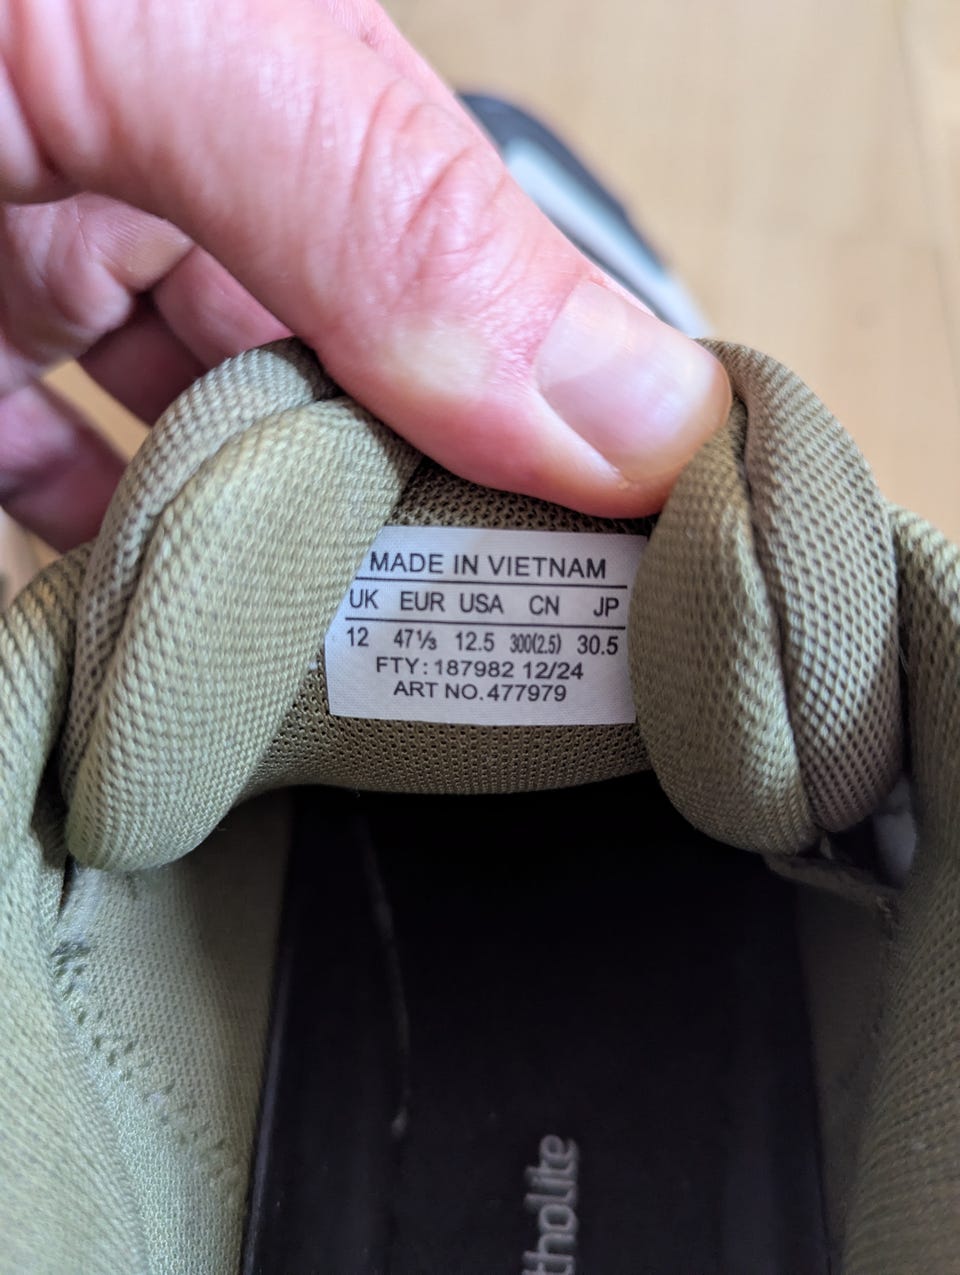 MADE IN VIETNAM
UK EUR USA CN JP
12 47⅓ 12.5 300(2.5) 30.5
FTY: 187982 12/24
ART NO. 477979
tholite